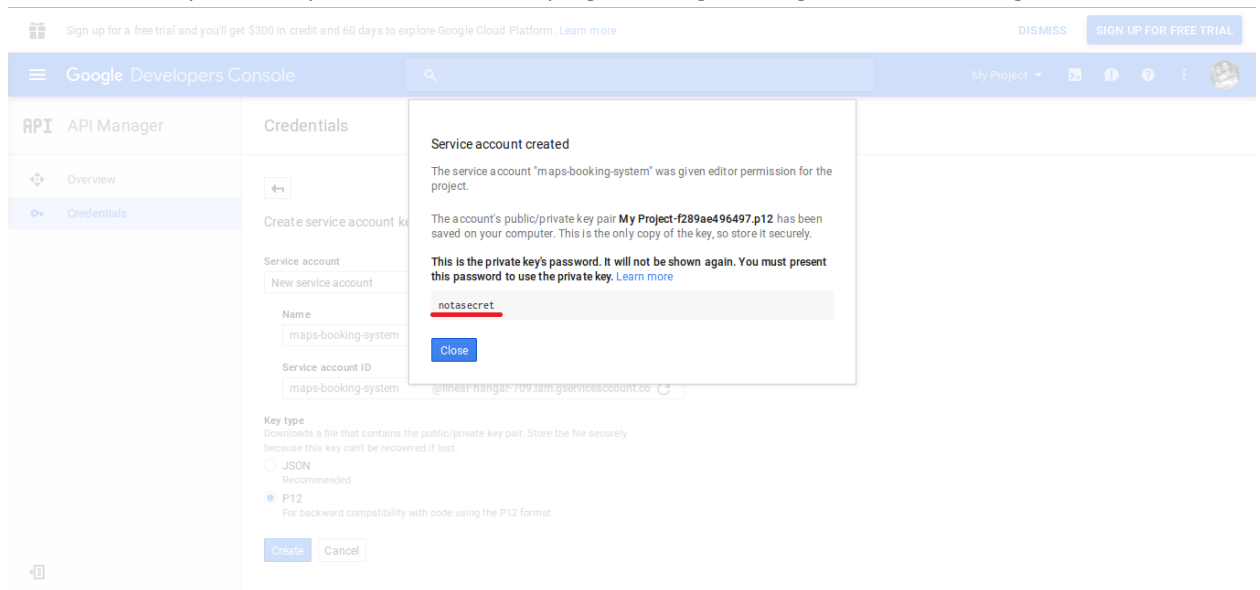 Sign up for a free trial and you'll get $300 in credit and 60 days to explore Google Cloud Platform. Learn more
DISMISS
SIGN UP FOR FREE TRIAL
Google Developers Console
My Project
API API Manager
Credentials
Overview
Credentials
Service account created
The service account "maps-booking-system" was given editor permission for the
project.
The account's public/private key pair My Project-f289ae496497.p12 has been
saved on your computer. This is the only copy of the key, so store it securely.
This is the private key's password. It will not be shown again. You must present
this password to use the private key. Learn more
notasecret
Close
Create service account
Service account
New service account
Name
maps-booking-system
Service account ID
maps-booking-system
@linear-hangar-709.iam.gserviceaccount.co
Key type
Downloads a file that contains the public/private key pair. Store the file securely
because this key can't be recovered if lost.
JSON
Recommended
P12
For backward compatibility with code using the P12 format
Create
Cancel